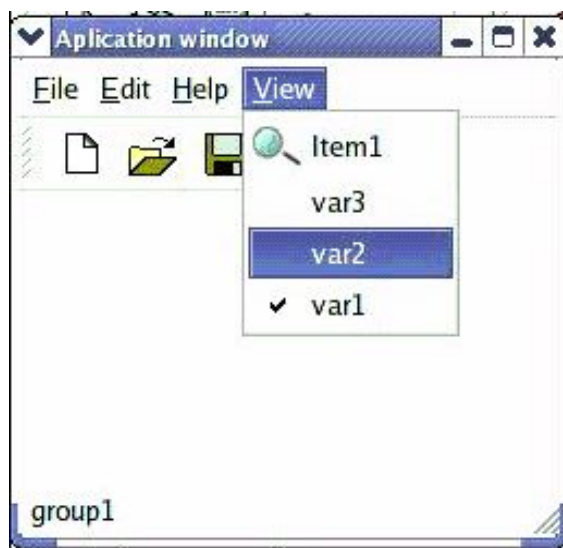 Aplication window
File Edit Help View
Item1
var3
var2
var1
group1